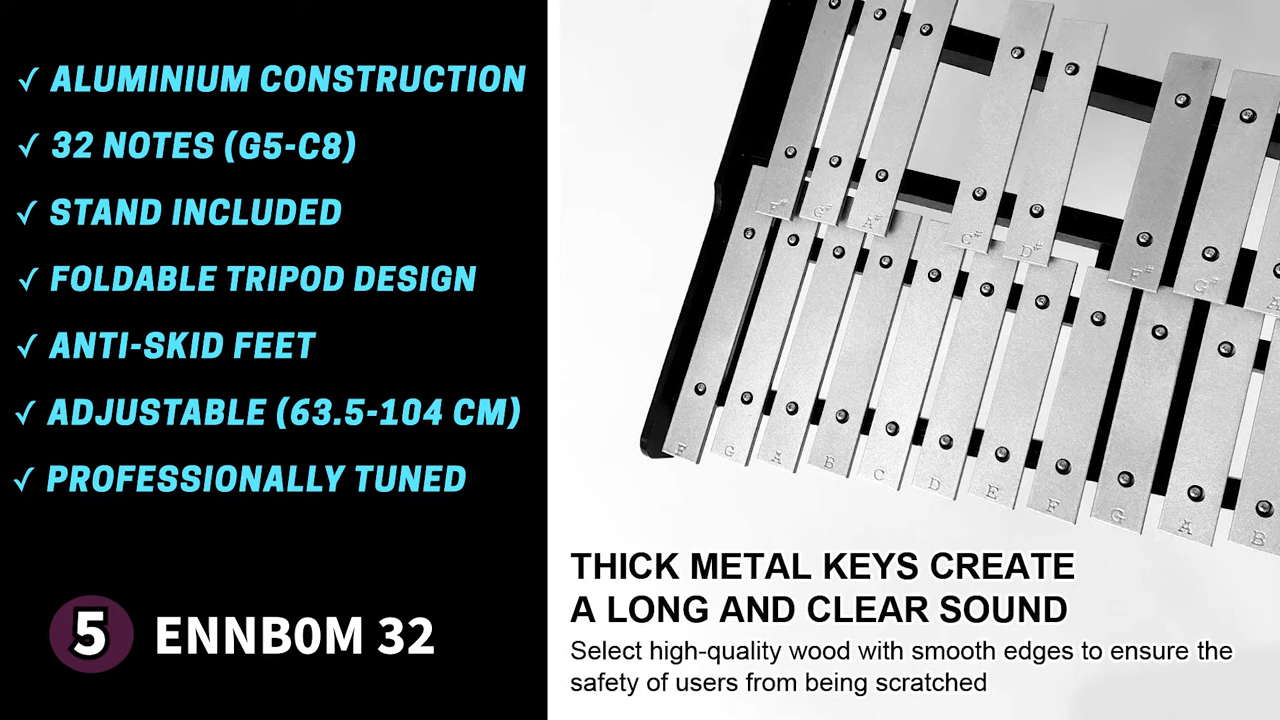 ✓ ALUMINIUM CONSTRUCTION
✓ 32 NOTES (G5-C8)
✓ STAND INCLUDED
✓ FOLDABLE TRIPOD DESIGN
✓ ANTI-SKID FEET
✓ ADJUSTABLE (63.5-104 CM)
✓ PROFESSIONALLY TUNED
5 ENNB0M 32
F# G# A# C# D# F# G# A
F G A B C D E F G A B
THICK METAL KEYS CREATE
A LONG AND CLEAR SOUND
Select high-quality wood with smooth edges to ensure the
safety of users from being scratched